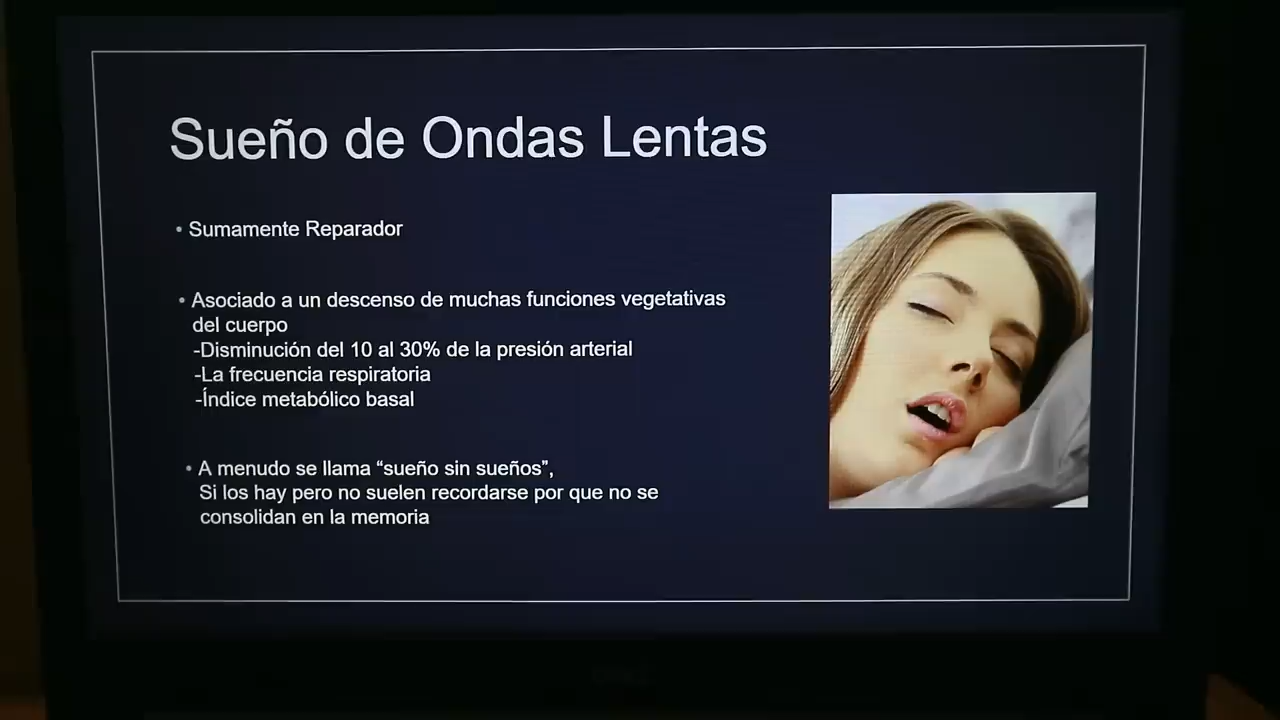 Sueño de Ondas Lentas
• Sumamente Reparador
• Asociado a un descenso de muchas funciones vegetativas
del cuerpo
-Disminución del 10 al 30% de la presión arterial
-La frecuencia respiratoria
-Índice metabólico basal
• A menudo se llama “sueño sin sueños”,
Si los hay pero no suelen recordarse por que no se
consolidan en la memoria